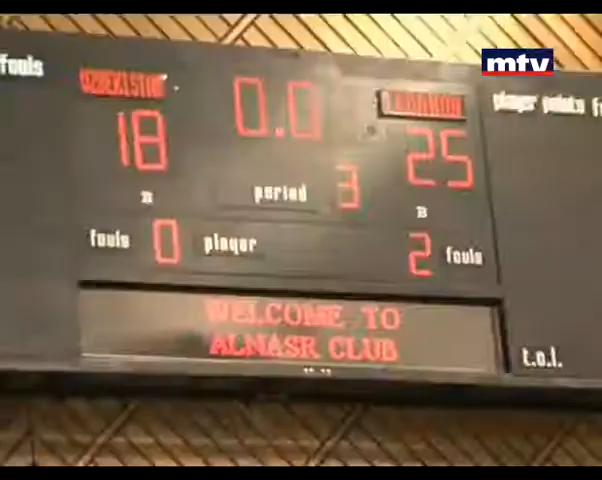 mtv
fouls
UZBEKISTAN
0.0
LEBANON
player points f
18
25
period 3
B
fouls 0 player
2 fouls
WELCOME TO
ALNASR CLUB
t.o.l.